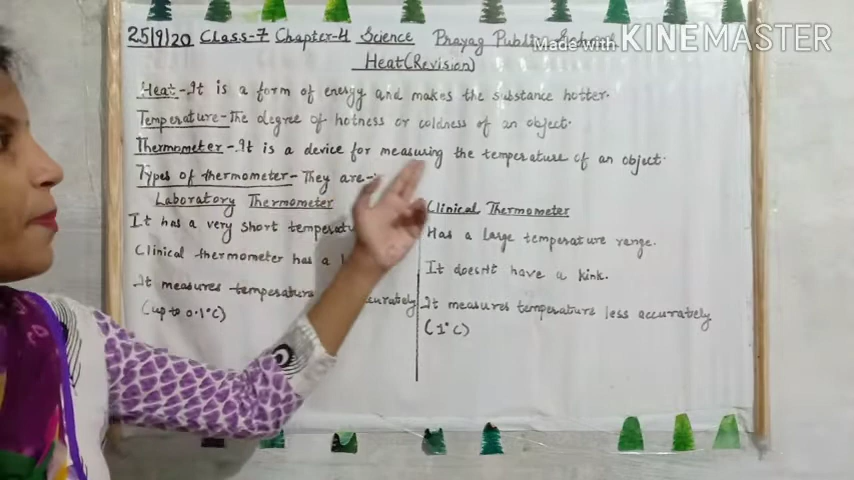 25/9/20 Class-7 Chapter-4 Science Prayag Public School
Made with KINEMASTER
Heat (Revision)
Heat - It is a form of energy and makes the substance hotter.
Temperature - The degree of hotness or coldness of an object.
Thermometer - It is a device for measuring the temperature of an object.
Types of thermometer - They are -
Laboratory Thermometer
It has a very short
Clinical thermometer has a
It measures temperature
(up to 0.1°C)
Clinical Thermometer
Has a large temperature range.
It doesn't have a kink.
It measures temperature less accurately
(1°C)